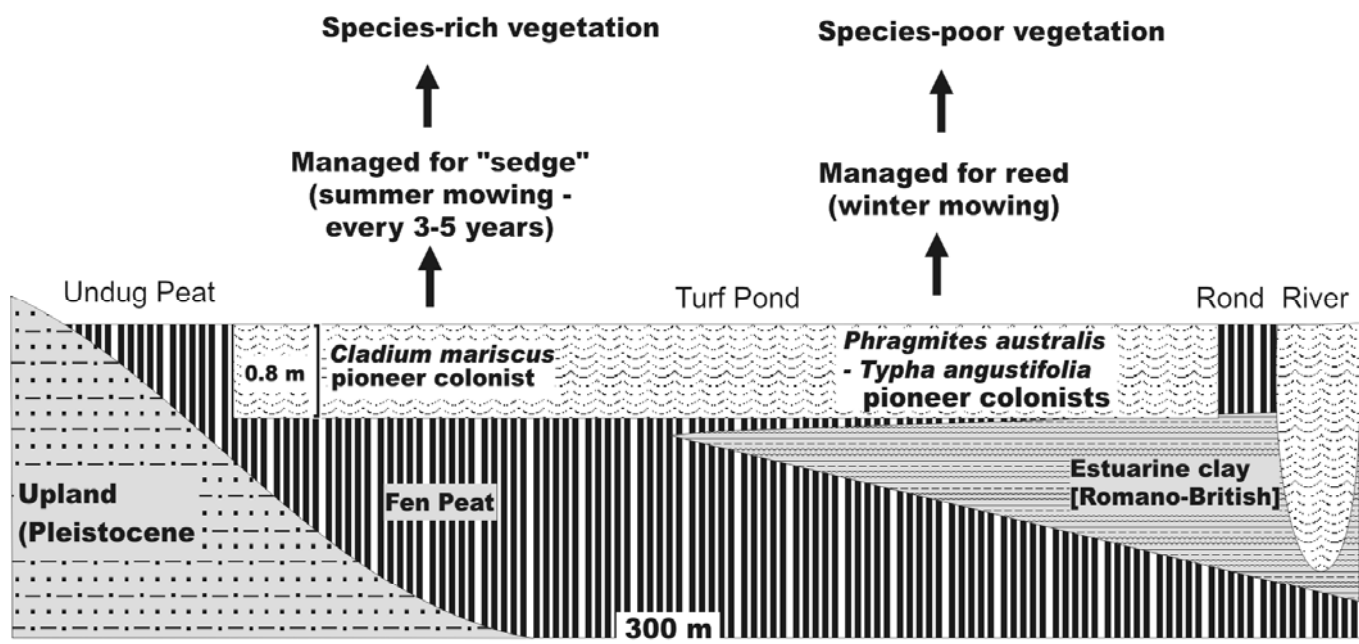 Species-rich vegetation
Species-poor vegetation
Managed for "sedge"
(summer mowing -
every 3-5 years)
Managed for reed
(winter mowing)
Undug Peat
Turf Pond
Rond
River
0.8 m
Cladium mariscus
pioneer colonist
Phragmites australis
- Typha angustifolia
pioneer colonists
Upland
(Pleistocene
Fen Peat
Estuarine clay
[Romano-British]
300 m